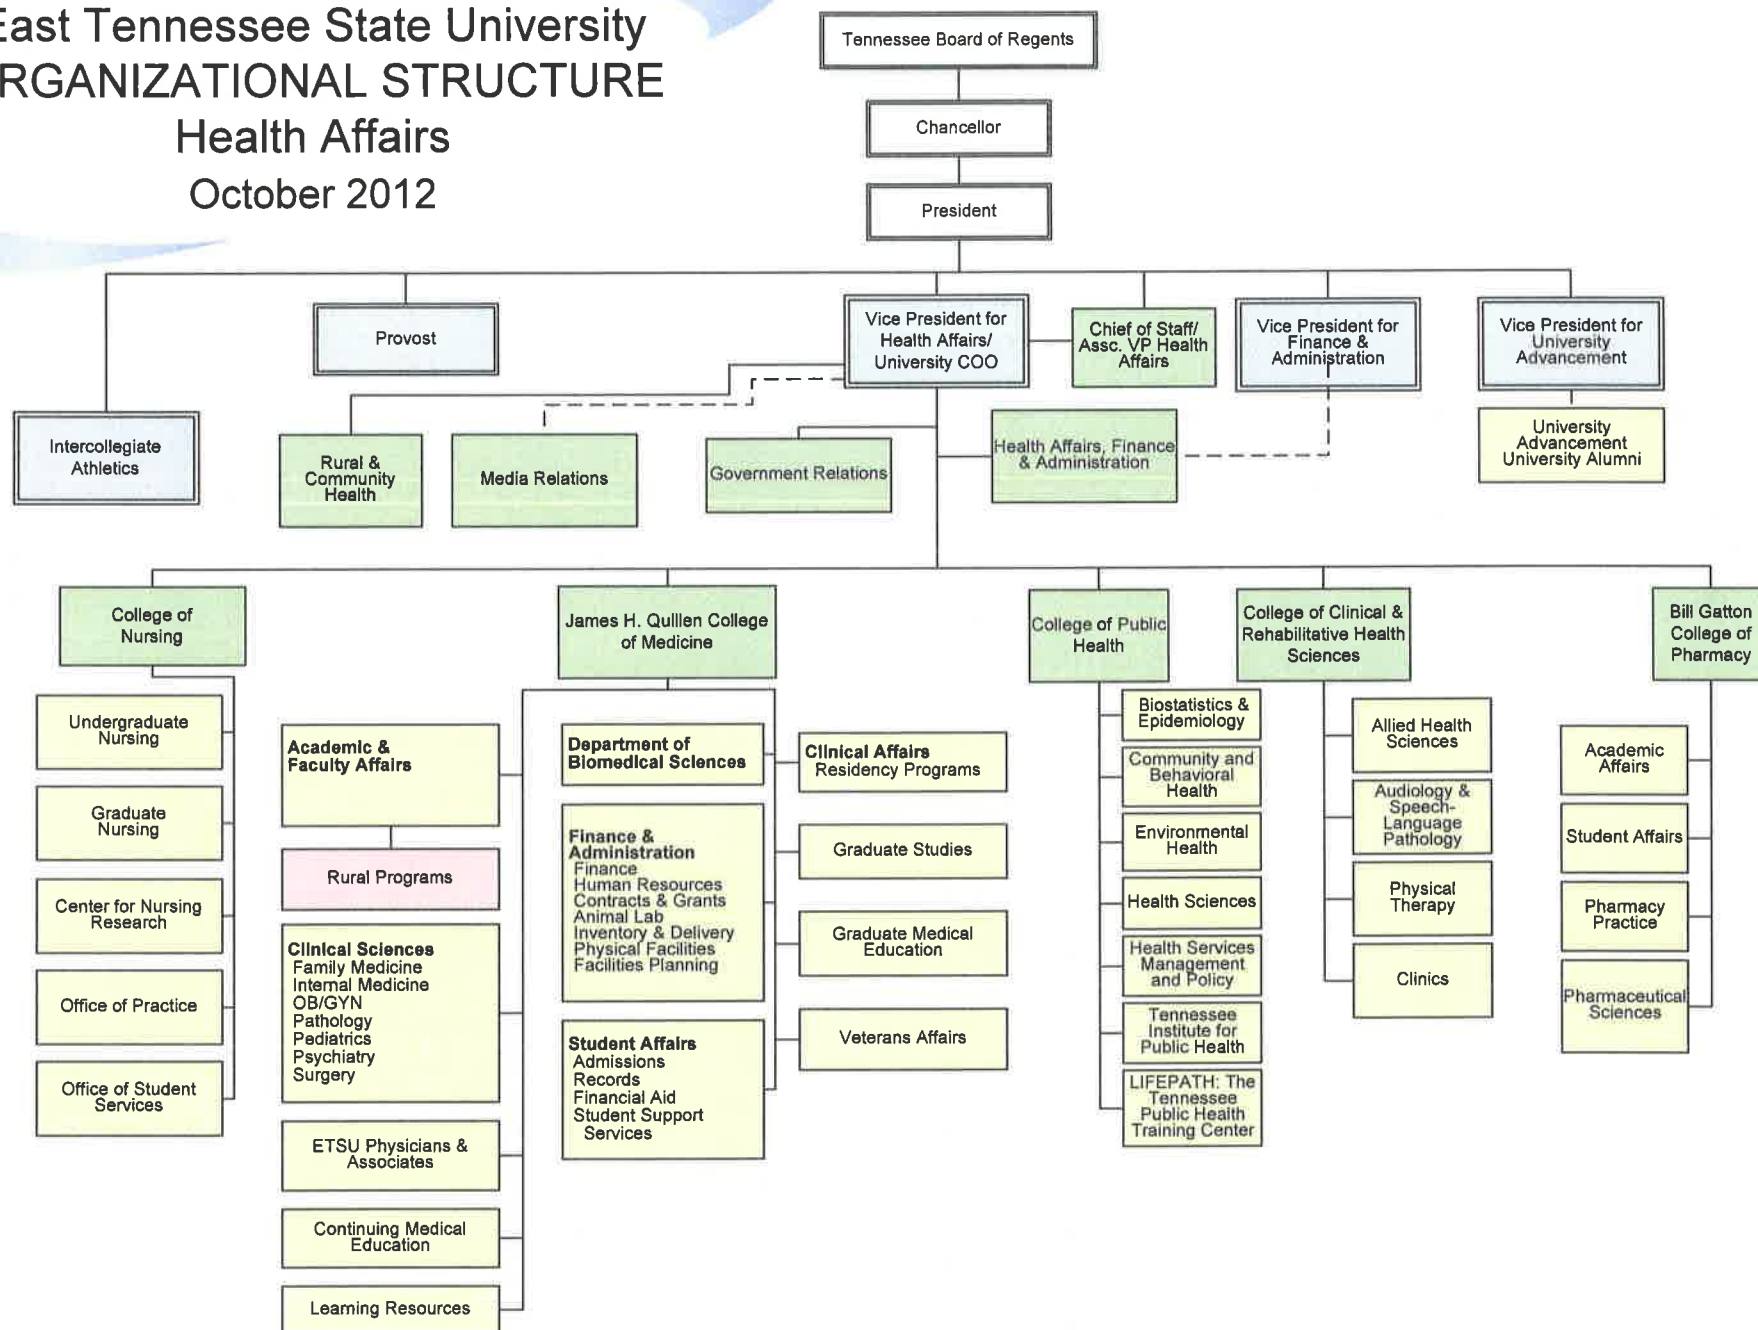 East Tennessee State University
RGANIZATIONAL STRUCTURE
Health Affairs
October 2012
Tennessee Board of Regents
Chancellor
President
Provost
Vice President for
Health Affairs/
University COO
Chief of Staff/
Assc. VP Health
Affairs
Vice President for
Finance &
Administration
Vice President for
University
Advancement
Intercollegiate
Athletics
Rural &
Community
Health
Media Relations
Government Relations
Health Affairs, Finance
& Administration
University
Advancement
University Alumni
College of
Nursing
James H. Quillen College
of Medicine
College of Public
Health
College of Clinical &
Rehabilitative Health
Sciences
Bill Gatton
College of
Pharmacy
Undergraduate
Nursing
Graduate
Nursing
Center for Nursing
Research
Office of Practice
Office of Student
Services
Academic &
Faculty Affairs
Rural Programs
Clinical Sciences
Family Medicine
Internal Medicine
OB/GYN
Pathology
Pediatrics
Psychiatry
Surgery
ETSU Physicians &
Associates
Continuing Medical
Education
Learning Resources
Department of
Biomedical Sciences
Finance &
Administration
Finance
Human Resources
Contracts & Grants
Animal Lab
Inventory & Delivery
Physical Facilities
Facilities Planning
Student Affairs
Admissions
Records
Financial Aid
Student Support
Services
Clinical Affairs
Residency Programs
Graduate Studies
Graduate Medical
Education
Veterans Affairs
Biostatistics &
Epidemiology
Community and
Behavioral
Health
Environmental
Health
Health Sciences
Health Services
Management
and Policy
Tennessee
Institute for
Public Health
LIFEPATH: The
Tennessee
Public Health
Training Center
Allied Health
Sciences
Audiology &
Speech-
Language
Pathology
Physical
Therapy
Clinics
Academic
Affairs
Student Affairs
Pharmacy
Practice
Pharmaceutical
Sciences